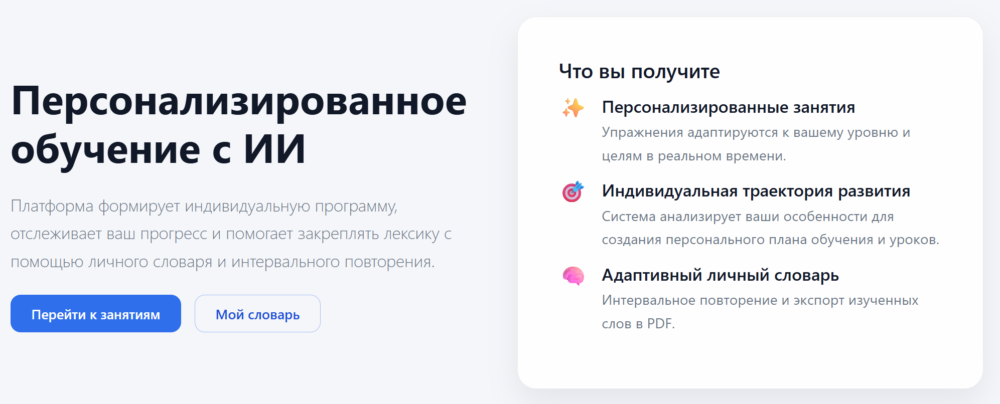 Персонализированное
обучение с ИИ
Платформа формирует индивидуальную программу,
отслеживает ваш прогресс и помогает закреплять лексику с
помощью личного словаря и интервального повторения.
Перейти к занятиям
Мой словарь
Что вы получите
Персонализированные занятия
Упражнения адаптируются к вашему уровню и
целям в реальном времени.
Индивидуальная траектория развития
Система анализирует ваши особенности для
создания персонального плана обучения и уроков.
Адаптивный личный словарь
Интервальное повторение и экспорт изученных
слов в PDF.